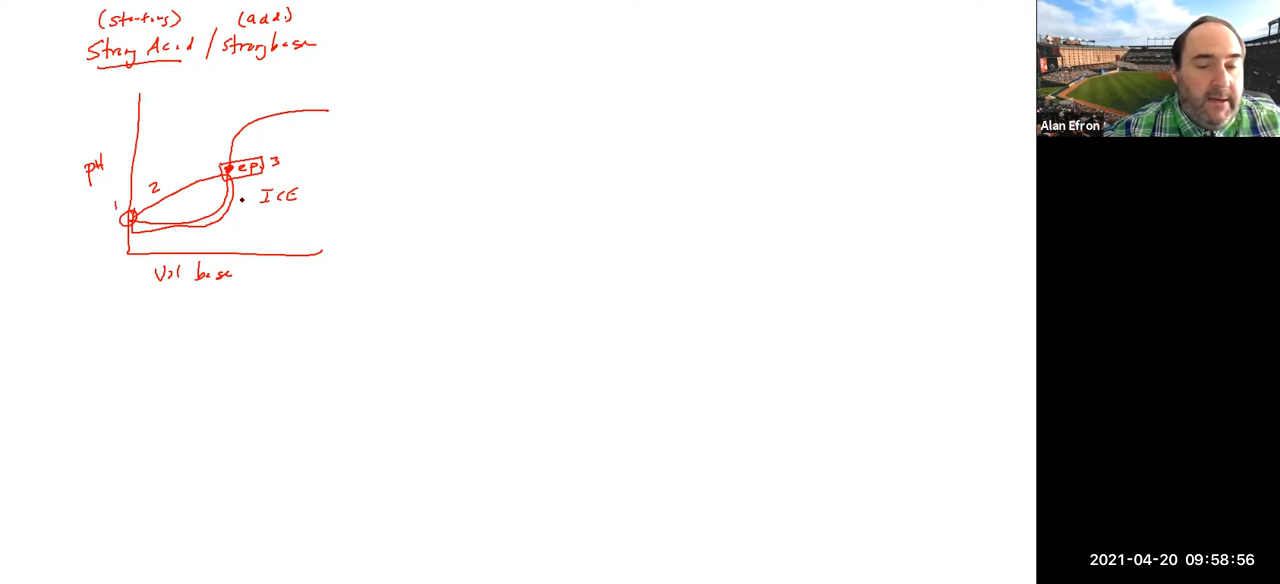 (starting) (add.)
Strong Acid / strong base
pH
1
2
e.p. 3
ICE
Vol base
Alan Efron
2021-04-20 09:58:56